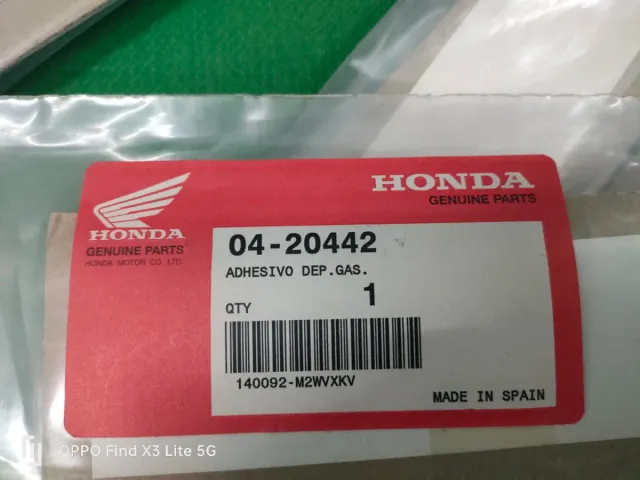 HONDA
GENUINE PARTS
HONDA MOTOR CO. LTD.
HONDA
GENUINE PARTS
04-20442
ADHESIVO DEP.GAS.
QTY 1
140092-M2WVXKV
MADE IN SPAIN
OPPO Find X3 Lite 5G